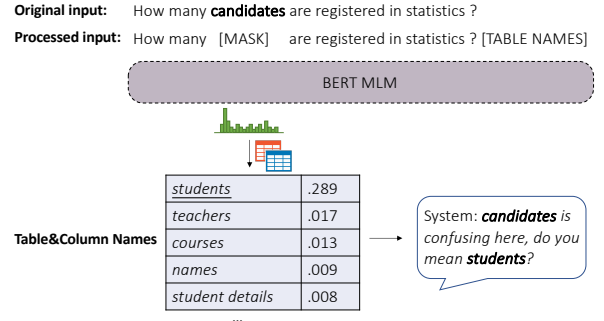 Original input: How many candidates are registered in statistics ?
Processed input: How many [MASK] are registered in statistics ? [TABLE NAMES]
BERT MLM
students .289
teachers .017
Table&Column Names courses .013
names .009
student details .008
...
System: candidates is
confusing here, do you
mean students?